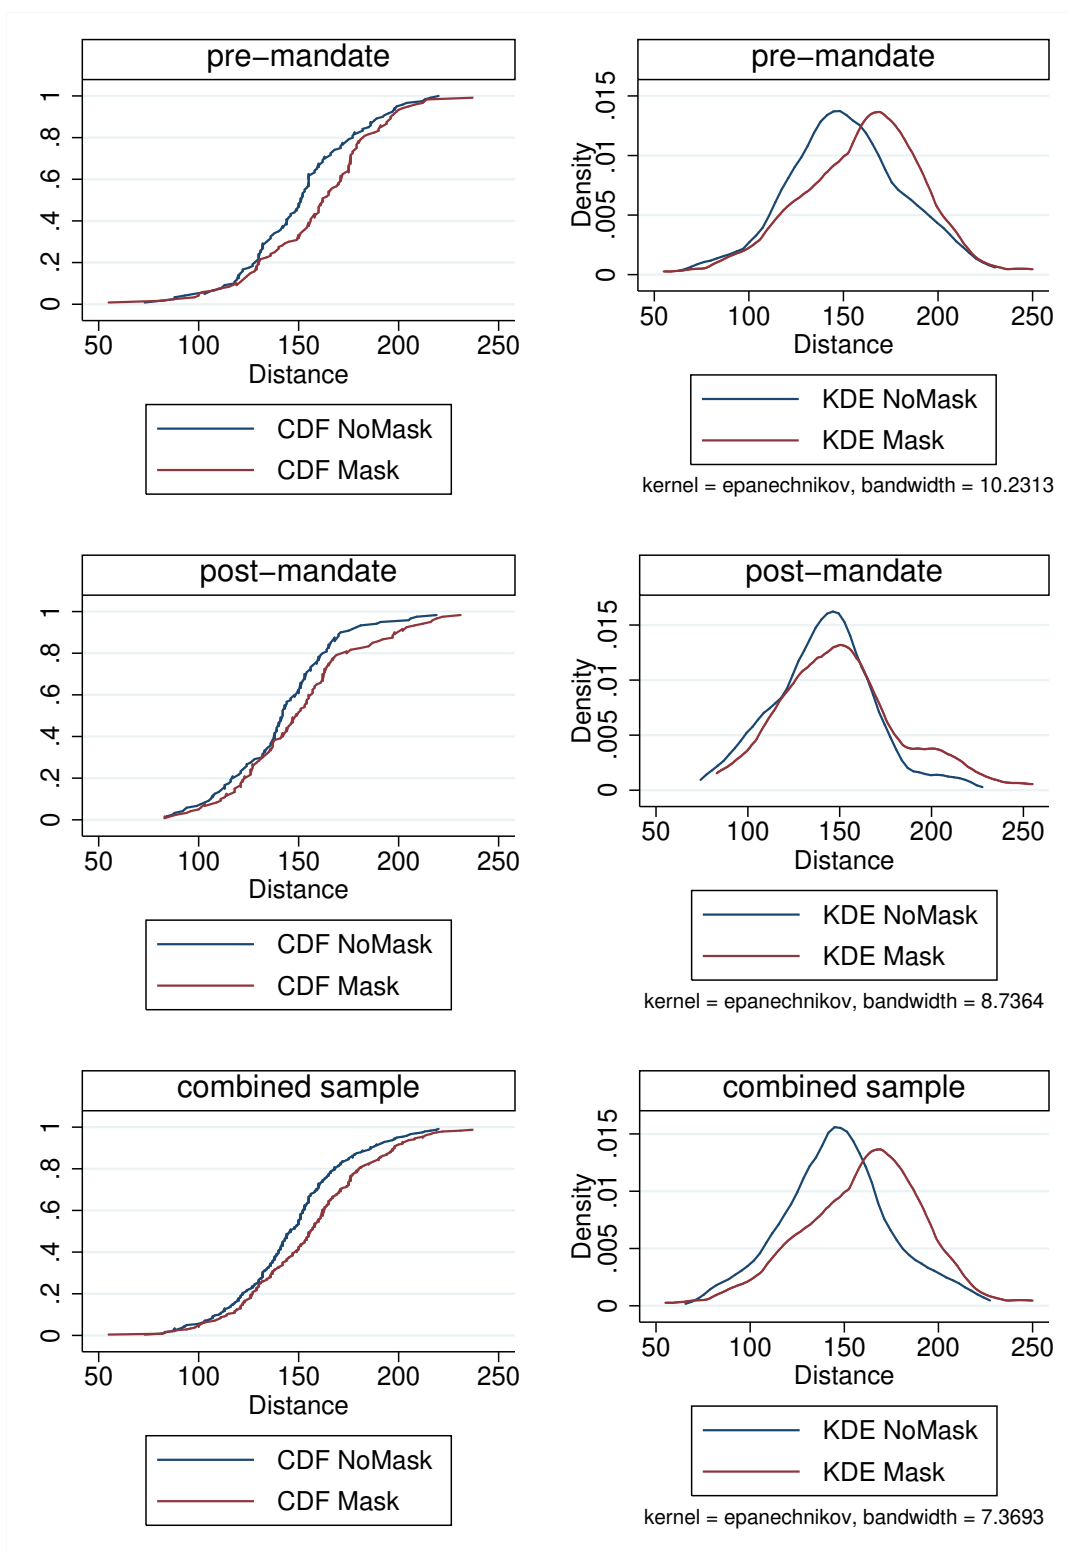 pre−mandate
0 .2 .4 .6 .8 1
50 100 150 200 250
Distance
CDF NoMask
CDF Mask
pre−mandate
Density
0 .005 .01 .015
50 100 150 200 250
Distance
KDE NoMask
KDE Mask
kernel = epanechnikov, bandwidth = 10.2313
post−mandate
0 .2 .4 .6 .8 1
50 100 150 200 250
Distance
CDF NoMask
CDF Mask
post−mandate
Density
0 .005 .01 .015
50 100 150 200 250
Distance
KDE NoMask
KDE Mask
kernel = epanechnikov, bandwidth = 8.7364
combined sample
0 .2 .4 .6 .8 1
50 100 150 200 250
Distance
CDF NoMask
CDF Mask
combined sample
Density
0 .005 .01 .015
50 100 150 200 250
Distance
KDE NoMask
KDE Mask
kernel = epanechnikov, bandwidth = 7.3693